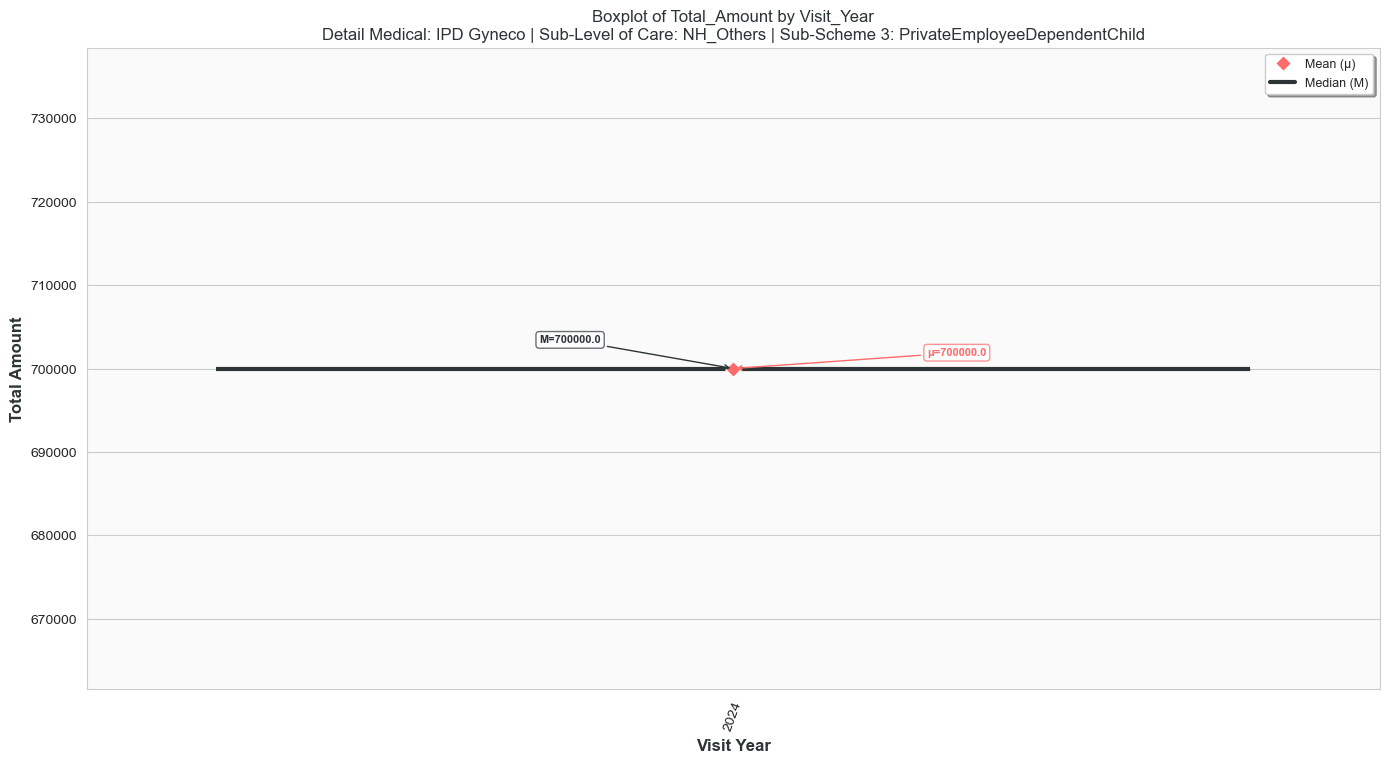 Boxplot of Total_Amount by Visit_Year
Detail Medical: IPD Gyneco | Sub-Level of Care: NH_Others | Sub-Scheme 3: PrivateEmployeeDependentChild
Mean (μ)
Median (M)
730000
720000
710000
700000
690000
680000
670000
Total Amount
M=700000.0
μ=700000.0
2024
Visit Year